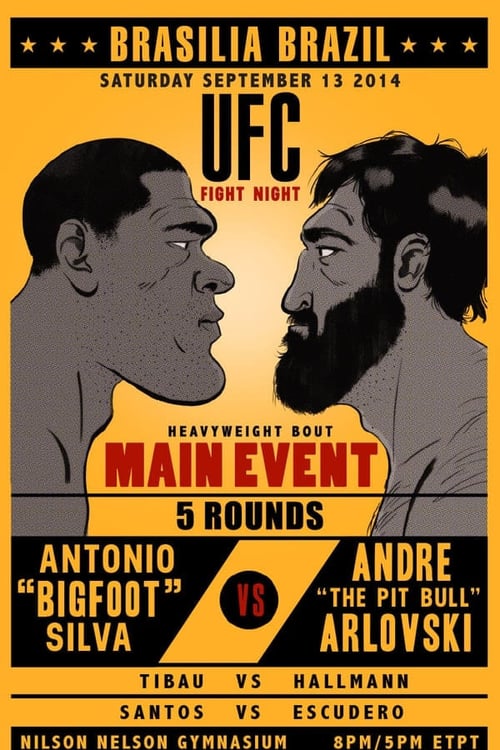 ★ ★ ★ BRASILIA BRAZIL ★ ★ ★
SATURDAY SEPTEMBER 13 2014
UFC
FIGHT NIGHT
HEAVYWEIGHT BOUT
MAIN EVENT
5 ROUNDS
ANTONIO
"BIGFOOT"
SILVA
VS
ANDRE
"THE PIT BULL"
ARLOVSKI
TIBAU VS HALLMANN
SANTOS VS ESCUDERO
NILSON NELSON GYMNASIUM 8PM/5PM ETPT